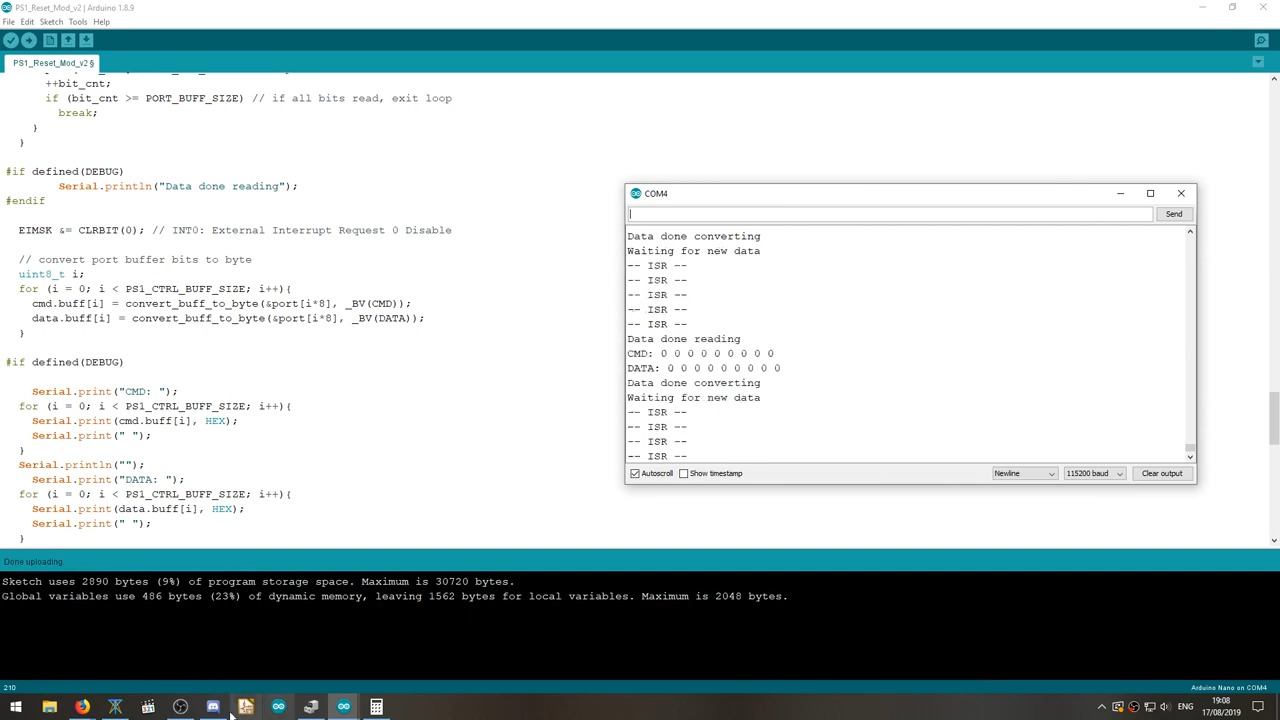 PS1_Reset_Mod_v2 | Arduino 1.8.9
File Edit Sketch Tools Help
PS1_Reset_Mod_v2 §
++bit_cnt;
if (bit_cnt >= PORT_BUFF_SIZE) // if all bits read, exit loop
break;
}
}
#if defined(DEBUG)
Serial.println("Data done reading");
#endif
EIMSK &= CLRBIT(0); // INT0: External Interrupt Request 0 Disable
// convert port buffer bits to byte
uint8_t i;
for (i = 0; i < PS1_CTRL_BUFF_SIZE; i++){
cmd.buff[i] = convert_buff_to_byte(&port[i*8], _BV(CMD));
data.buff[i] = convert_buff_to_byte(&port[i*8], _BV(DATA));
}
#if defined(DEBUG)
Serial.print("CMD: ");
for (i = 0; i < PS1_CTRL_BUFF_SIZE; i++){
Serial.print(cmd.buff[i], HEX);
Serial.print(" ");
}
Serial.println("");
Serial.print("DATA: ");
for (i = 0; i < PS1_CTRL_BUFF_SIZE; i++){
Serial.print(data.buff[i], HEX);
Serial.print(" ");
}
COM4
Send
Data done converting
Waiting for new data
-- ISR --
-- ISR --
-- ISR --
-- ISR --
-- ISR --
Data done reading
CMD: 0 0 0 0 0 0 0 0 0
DATA: 0 0 0 0 0 0 0 0 0
Data done converting
Waiting for new data
-- ISR --
-- ISR --
-- ISR --
-- ISR --
Autoscroll Show timestamp Newline 115200 baud Clear output
Done uploading.
Sketch uses 2890 bytes (9%) of program storage space. Maximum is 30720 bytes.
Global variables use 486 bytes (23%) of dynamic memory, leaving 1562 bytes for local variables. Maximum is 2048 bytes.
210 Arduino Nano on COM4
ENG
19:08
17/08/2019